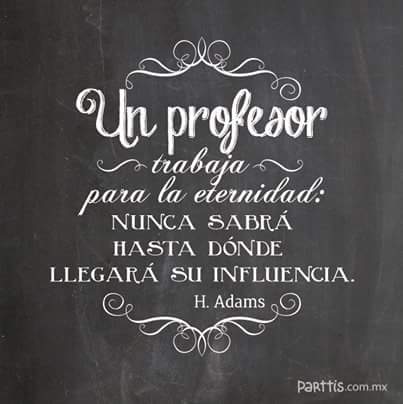 Un profesor
trabaja
para la eternidad:
NUNCA SABRÁ
HASTA DÓNDE
LLEGARÁ SU INFLUENCIA.
H. Adams
PARTTIS.com.mx